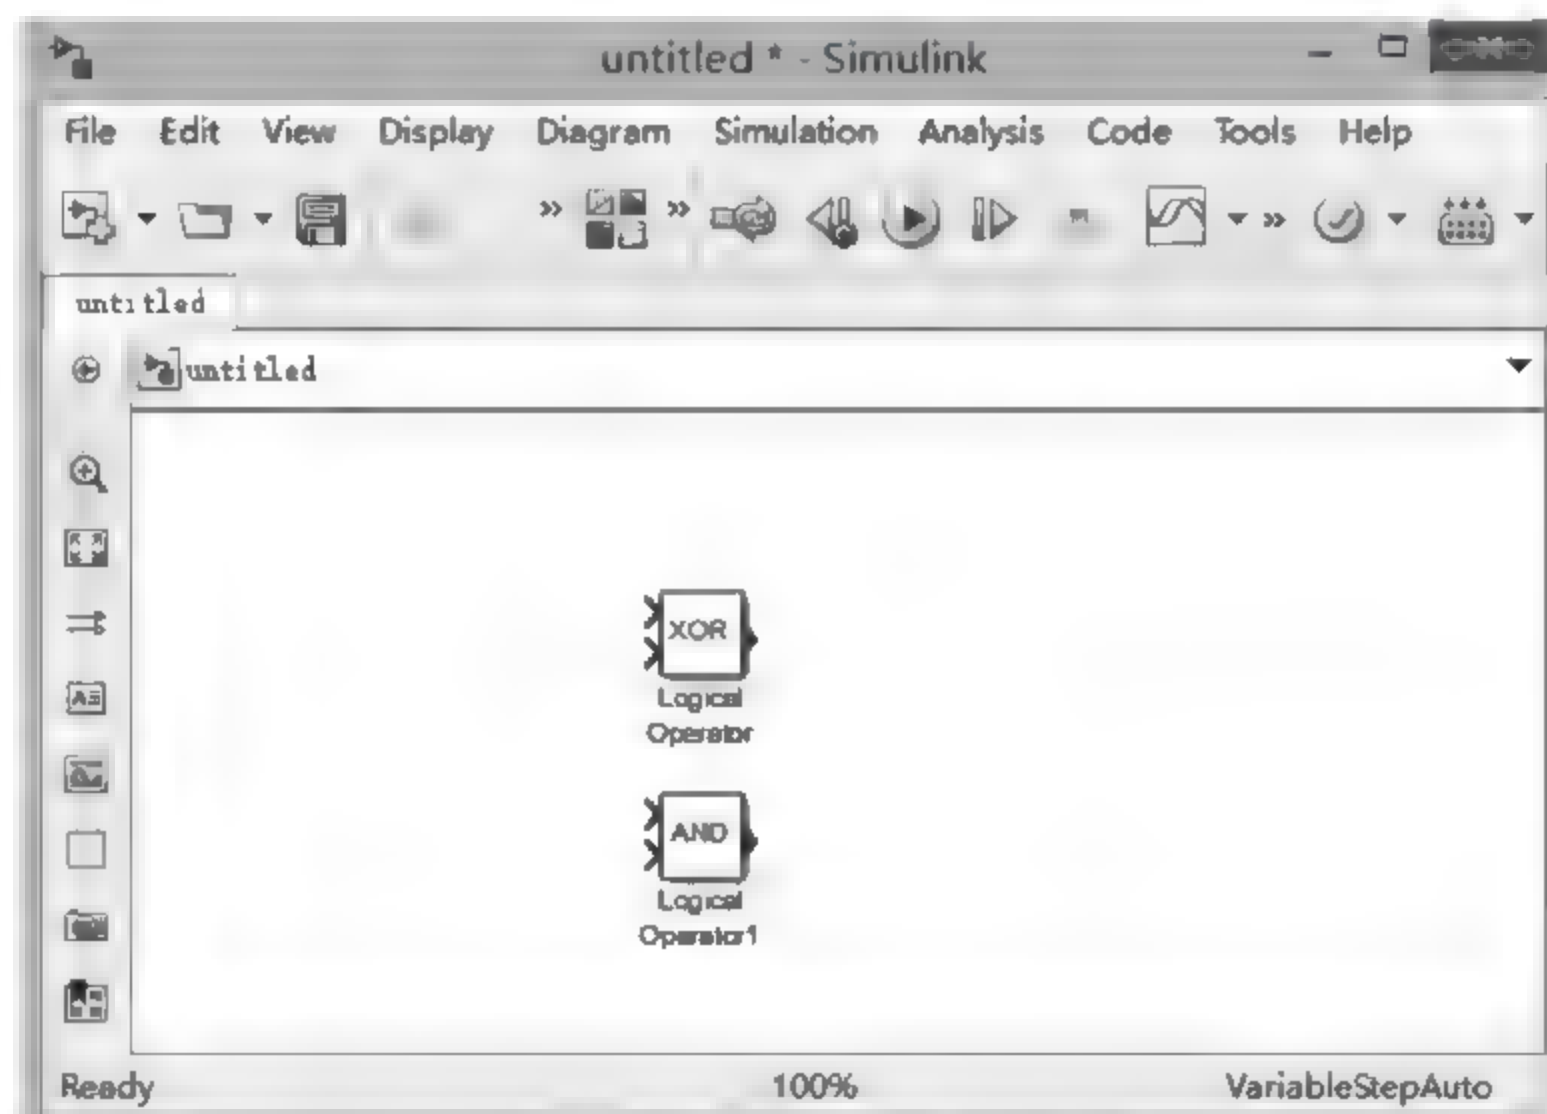 untitled * - Simulink
File Edit View Display Diagram Simulation Analysis Code Tools Help
untitled
untitled
XOR
Logical
Operator
AND
Logical
Operator1
Ready 100% VariableStepAuto